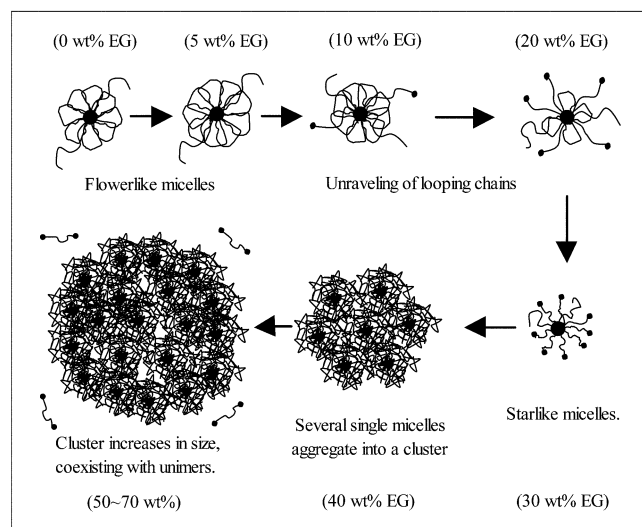 (0 wt% EG)
(5 wt% EG)
(10 wt% EG)
(20 wt% EG)
Flowerlike micelles
Unraveling of looping chains
Starlike micelles.
(30 wt% EG)
Several single micelles
aggregate into a cluster
(40 wt% EG)
Cluster increases in size,
coexisting with unimers.
(50~70 wt%)